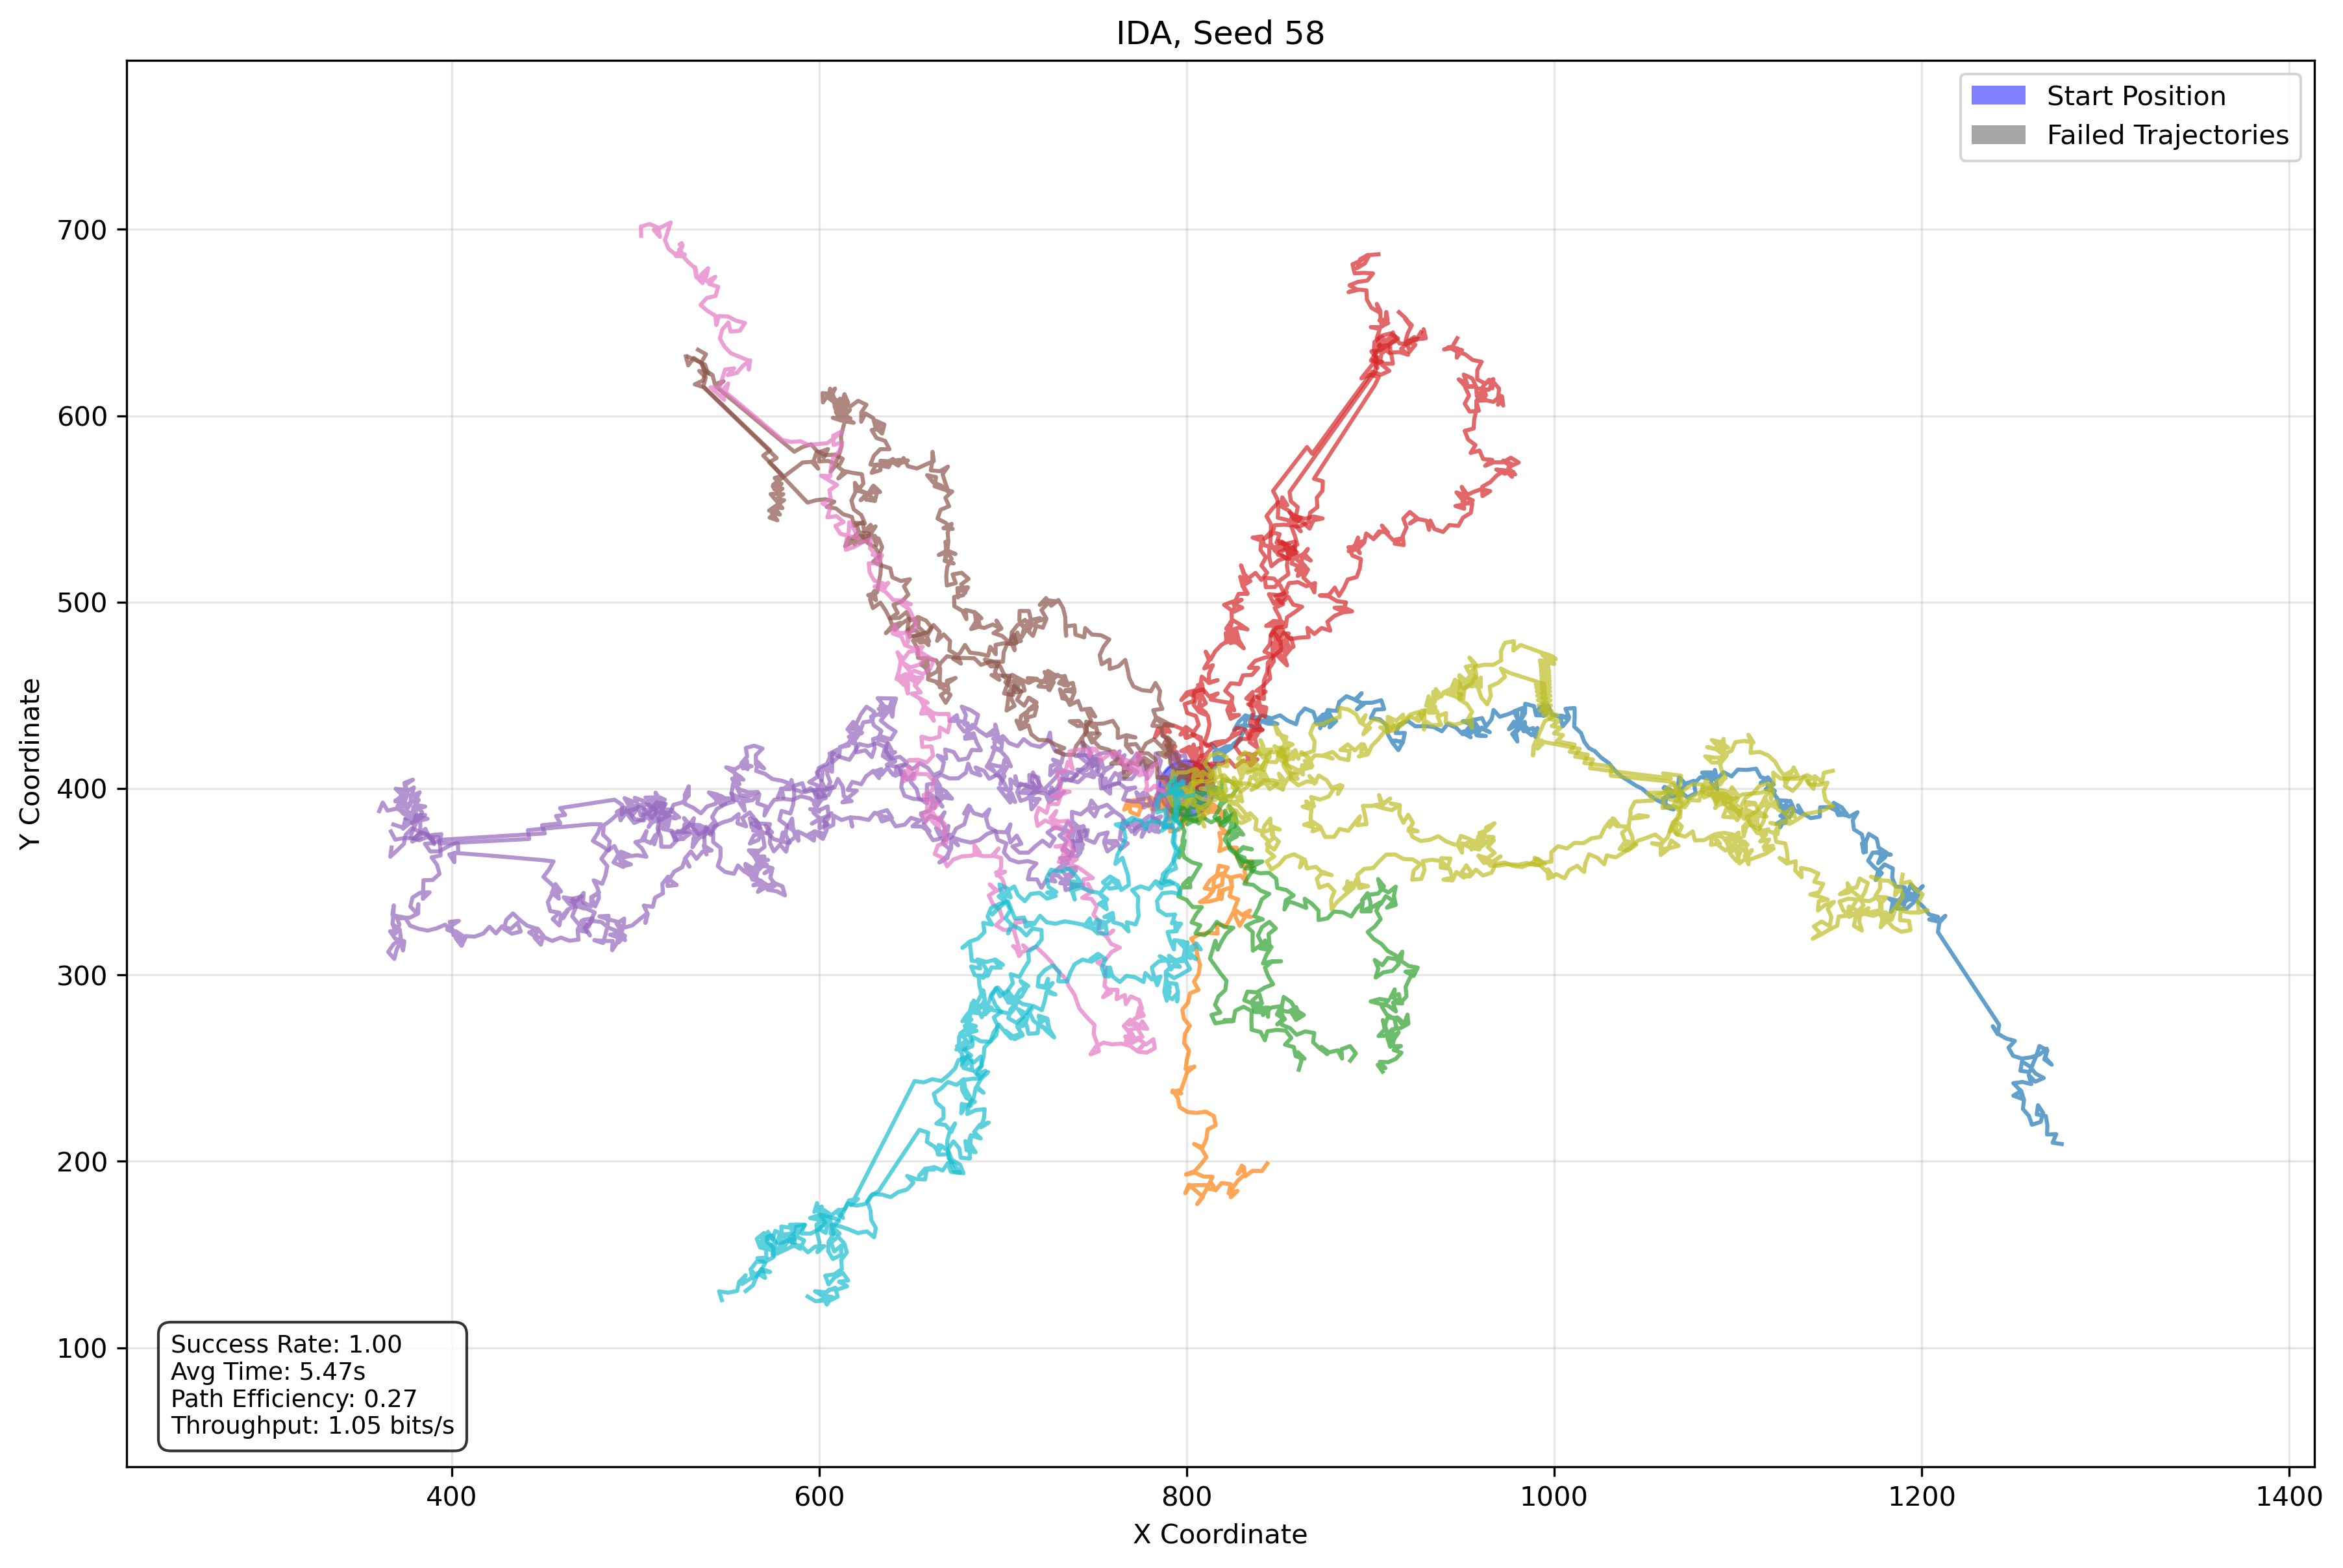 IDA, Seed 58
Start Position
Failed Trajectories
Y Coordinate
700
600
500
400
300
200
100
Success Rate: 1.00
Avg Time: 5.47s
Path Efficiency: 0.27
Throughput: 1.05 bits/s
400 600 800 1000 1200 1400
X Coordinate